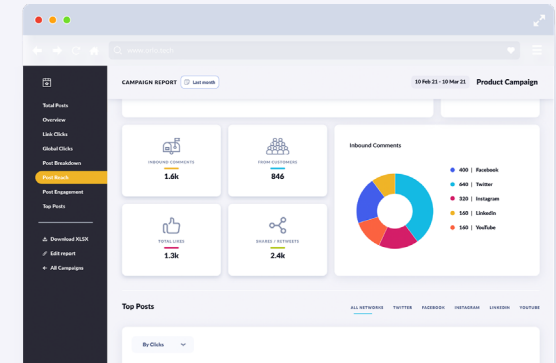 CAMPAIGN REPORT
Last month
10 Feb 21 - 10 Mar 21
Product Campaign
Total Posts
Overview
Link Clicks
Global Clicks
Post Breakdown
Post Reach
Post Engagement
Top Posts
Download XLSX
Edit report
All Campaigns
INBOUND COMMENTS
1.6k
FROM CUSTOMERS
846
TOTAL LIKES
1.3k
SHARES / RETWEETS
2.4k
Inbound Comments
400 | Facebook
640 | Twitter
320 | Instagram
160 | Linkedin
160 | YouTube
Top Posts
ALL NETWORKS TWITTER FACEBOOK INSTAGRAM LINKEDIN YOUTUBE
By Clicks